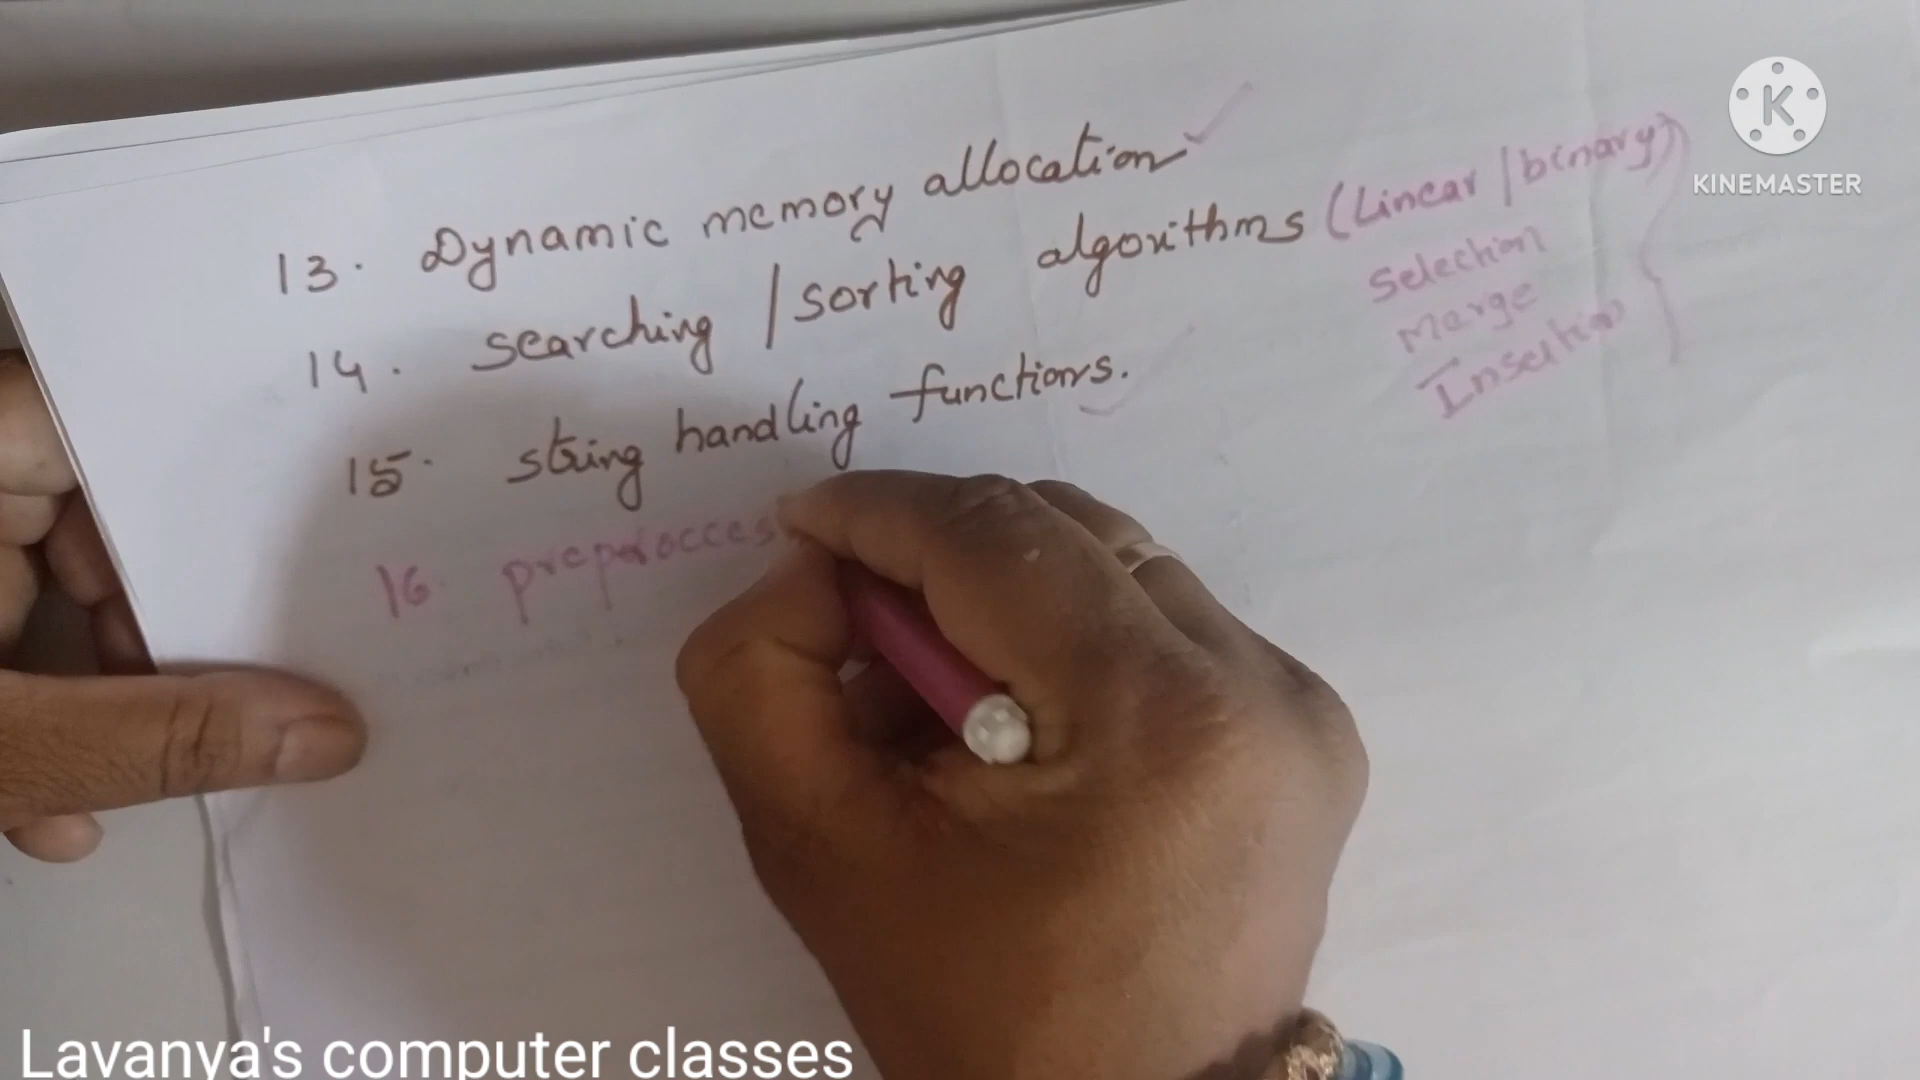 13. Dynamic memory allocation
14. searching / sorting algorithms (Linear / binary)
Selection
Merge
Insertion
15. string handling functions.
16. preprocces
KINEMASTER
Lavanya's computer classes